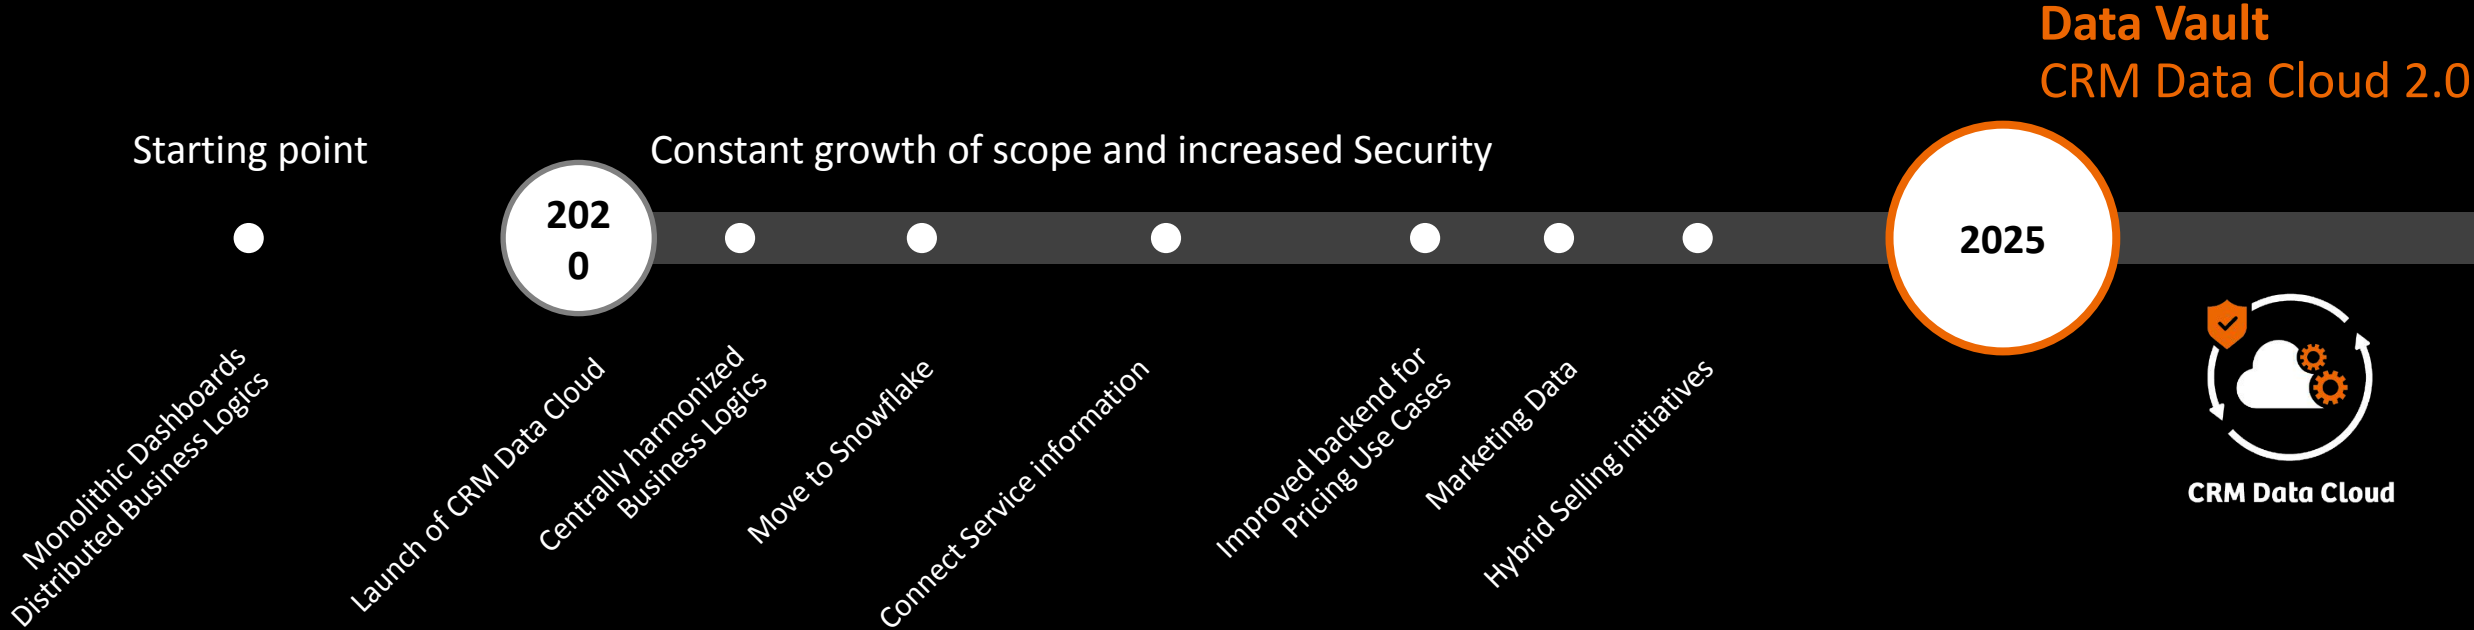 Data Vault
CRM Data Cloud 2.0
Starting point
Constant growth of scope and increased Security
202
0
2025
Monolithic Dashboards
Distributed Business Logics
Launch of CRM Data Cloud
Centrally harmonized
Business Logics
Move to Snowflake
Connect Service information
Improved backend for
Pricing Use Cases
Marketing Data
Hybrid Selling initiatives
CRM Data Cloud